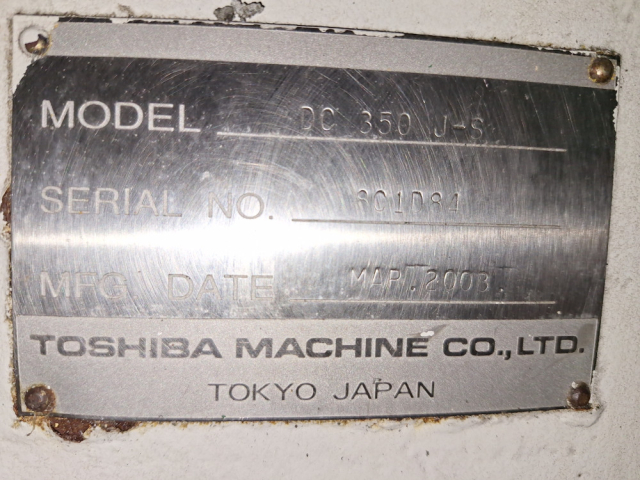 MODEL DC 350 J-S
SERIAL NO.
MFG DATE MAR.2003
TOSHIBA MACHINE CO.,LTD.
TOKYO JAPAN